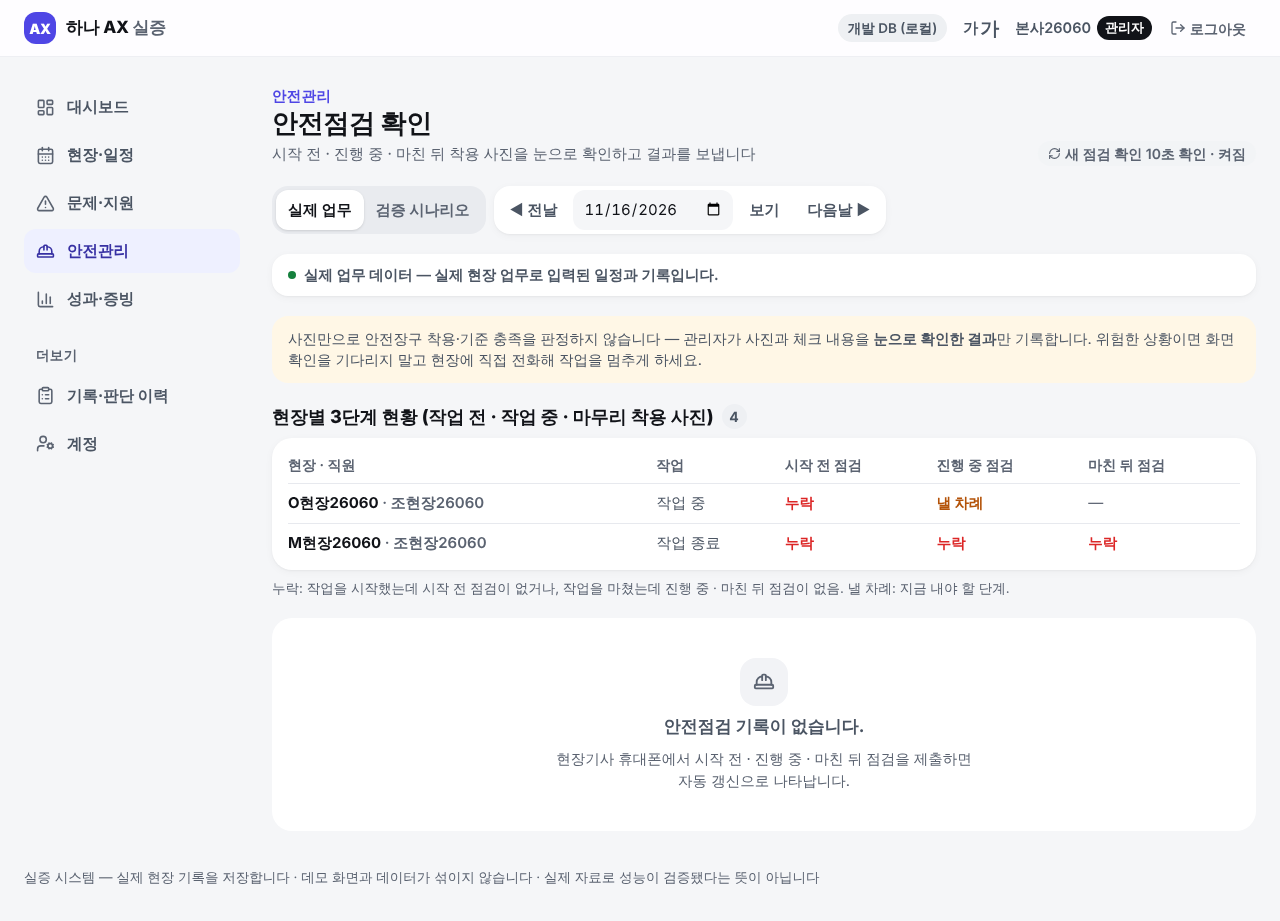 AX 하나 AX 실증
개발 DB (로컬) 가가 본사26060 관리자 로그아웃
대시보드
현장·일정
문제·지원
안전관리
성과·증빙
더보기
기록·판단 이력
계정
안전관리
안전점검 확인
시작 전 · 진행 중 · 마친 뒤 착용 사진을 눈으로 확인하고 결과를 보냅니다
새 점검 확인 10초 확인 · 켜짐
실제 업무 검증 시나리오 ◀ 전날 11/16/2026 보기 다음날 ▶
실제 업무 데이터 — 실제 현장 업무로 입력된 일정과 기록입니다.
사진만으로 안전장구 착용·기준 충족을 판정하지 않습니다 — 관리자가 사진과 체크 내용을 눈으로 확인한 결과만 기록합니다. 위험한 상황이면 화면
확인을 기다리지 말고 현장에 직접 전화해 작업을 멈추게 하세요.
현장별 3단계 현황 (작업 전 · 작업 중 · 마무리 착용 사진) 4
현장 · 직원 작업 시작 전 점검 진행 중 점검 마친 뒤 점검
O현장26060 · 조현장26060 작업 중 누락 낼 차례 —
M현장26060 · 조현장26060 작업 종료 누락 누락 누락
누락: 작업을 시작했는데 시작 전 점검이 없거나, 작업을 마쳤는데 진행 중 · 마친 뒤 점검이 없음. 낼 차례: 지금 내야 할 단계.
안전점검 기록이 없습니다.
현장기사 휴대폰에서 시작 전 · 진행 중 · 마친 뒤 점검을 제출하면
자동 갱신으로 나타납니다.
실증 시스템 — 실제 현장 기록을 저장합니다 · 데모 화면과 데이터가 섞이지 않습니다 · 실제 자료로 성능이 검증됐다는 뜻이 아닙니다